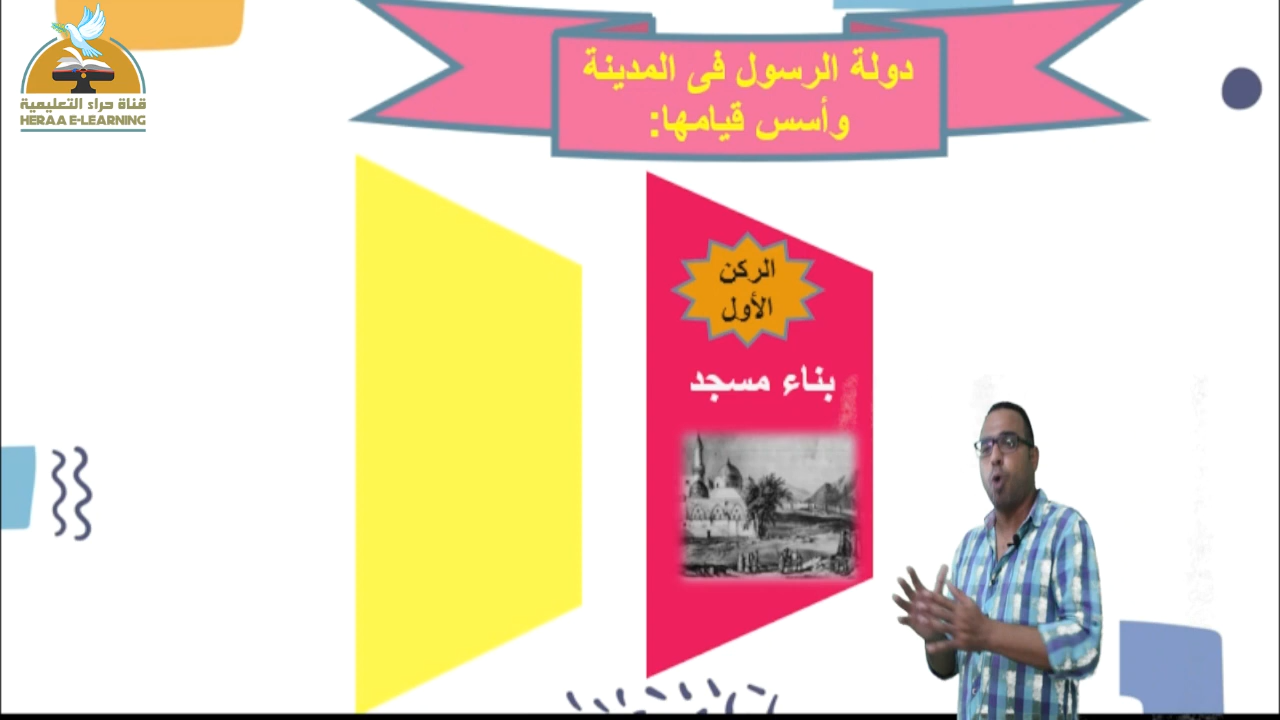 قناة حراء التعليمية
HERAA E-LEARNING
دولة الرسول فى المدينة
وأسس قيامها:
الركن
الأول
بناء مسجد